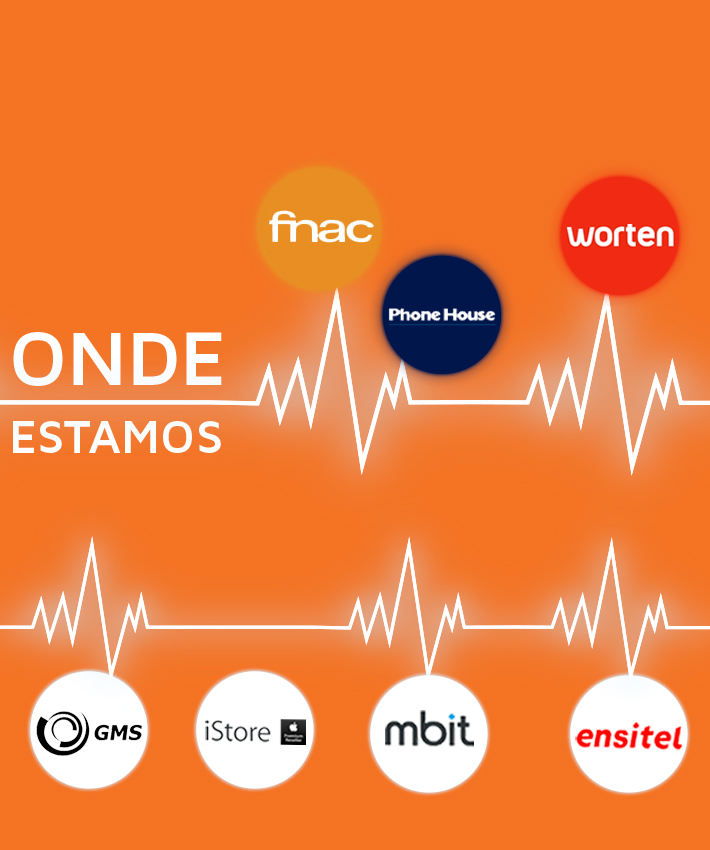 fnac
worten
Phone House
ONDE
ESTAMOS
GMS
iStore
Premium
Reseller
mbit
ensitel